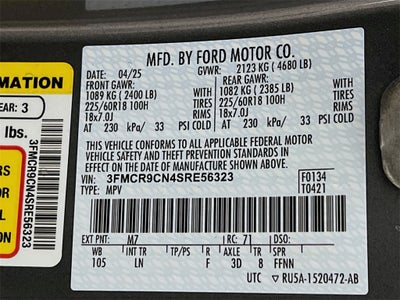 MFD. BY FORD MOTOR CO.
DATE: 04/25 GVWR: 2123 KG ( 4680 LB)
FRONT GAWR: REAR GAWR:
1089 KG ( 2400 LB) 1082 KG ( 2385 LB)
225/60R18 100H TIRES 225/60R18 100H TIRES
18x7.0J RIMS 18x7.0J RIMS
AT 230 kPa/ 33 PSI COLD AT 230 kPa/ 33 PSI COLD
THIS VEHICLE CONFORMS TO ALL APPLICABLE FEDERAL
MOTOR VEHICLE SAFETY AND THEFT PREVENTION STANDARDS IN
EFFECT ON THE DATE OF MANUFACTURE SHOWN ABOVE.
VIN: 3FMCR9CN4SRE56323 F0134
TYPE: MPV T0421
EXT PNT: M7 RC: 71 DSO:
WB INT TR TP/PS R AX TR SPR
105 LN F 3D 8 FFNN
UTC RU5A-1520472-AB
RMATION
EAR: 3
lbs.
3FMCR9CN4SRE56323